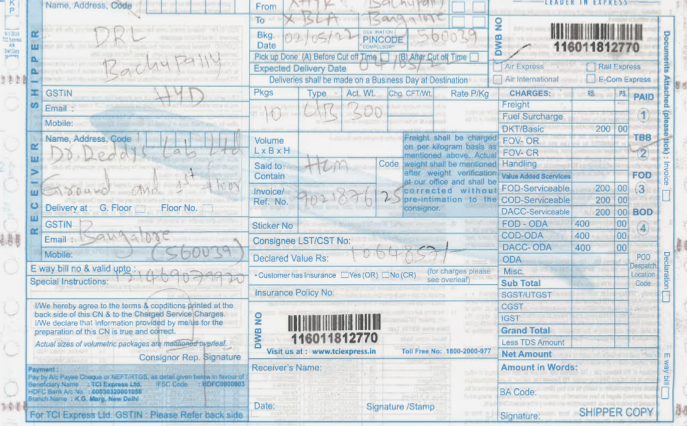 LEADER IN EXPRESS
Name, Address, Code
From
Bachupally
To XBLA Bangalore
DRL
Bachupally
HYD
SHIPPER
GSTIN
Email :
Mobile:
Bkg. Date 02/05/22
PINCODE 560039
COMPULSORY
Pick up Done (A) Before Cut off Time (B) After Cut off Time
Expected Delivery Date
Deliveries shall be made on a Business Day at Destination
DWB NO
116011812770
Air Express
Rail Express
Air International
E-Com Express
Pkgs Type Act. Wt. Chg. CFT/Wt. Rate P/Kg
10 300
CHARGES: RS. PS.
Freight
Fuel Surcharge
DKT/Basic 200 00
FOV- OR
FOV- CR
Handling
Value Added Services
FOD-Serviceable 200 00
COD-Serviceable 200 00
DACC-Serviceable 200 00
FOD - ODA 400 00
COD-ODA 400 00
DACC- ODA 400 00
ODA
Misc.
Sub Total
SGST/UTGST
CGST
IGST
Grand Total
Less TDS Amount
Net Amount
PAID
1
TBB
2
FOD
3
BOD
4
POD Despatch Location Code
Documents Attached (please tick) : Invoice
Declaration
E way bill
RECEIVER
Name, Address, Code
Dr. Reddys Lab Ltd
Ground and 1st floor
Delivery at G. Floor Floor No.
GSTIN
Email : Bangalore
Mobile: (560039)
Volume
L x B x H
Said to Contain
Code
Freight shall be charged
on per kilogram basis as
mentioned above. Actual
weight shall be mentioned
after weight verification
at our office and shall be
corrected without
pre-intimation to the
consignor.
Invoice/ Ref. No.
Sticker No
Consignee LST/CST No:
Declared Value Rs:
• Customer has Insurance Yes (OR) No (CR) (for charges please see overleaf)
Insurance Policy No:
E way bill no & valid upto :
Special Instructions:
I/We hereby agree to the terms & conditions printed at the
back side of this CN & to the Charged Service Charges.
I/We declare that information provided by me/us for the
preparation of this CN is true and correct.
Actual sizes of volumetric packages are mentioned overleaf.
Consignor Rep. Signature
DWB NO
116011812770
Visit us at : www.tciexpress.in Toll Free No: 1800-2000-977
Payment :
Pay by A/c Payee Chaque or NEFT/RTGS, as detail given below in favour of
Beneficiary Name : TCI Express Ltd. IFSC Code : HDFC0000003
HDFC Bank A/c No.
Branch Name : K.G. Marg, New Delhi
For TCI Express Ltd GSTIN : Please Refer back side
Receiver's Name:
Date: Signature /Stamp
Amount in Words:
BA Code:
Signature: SHIPPER COPY